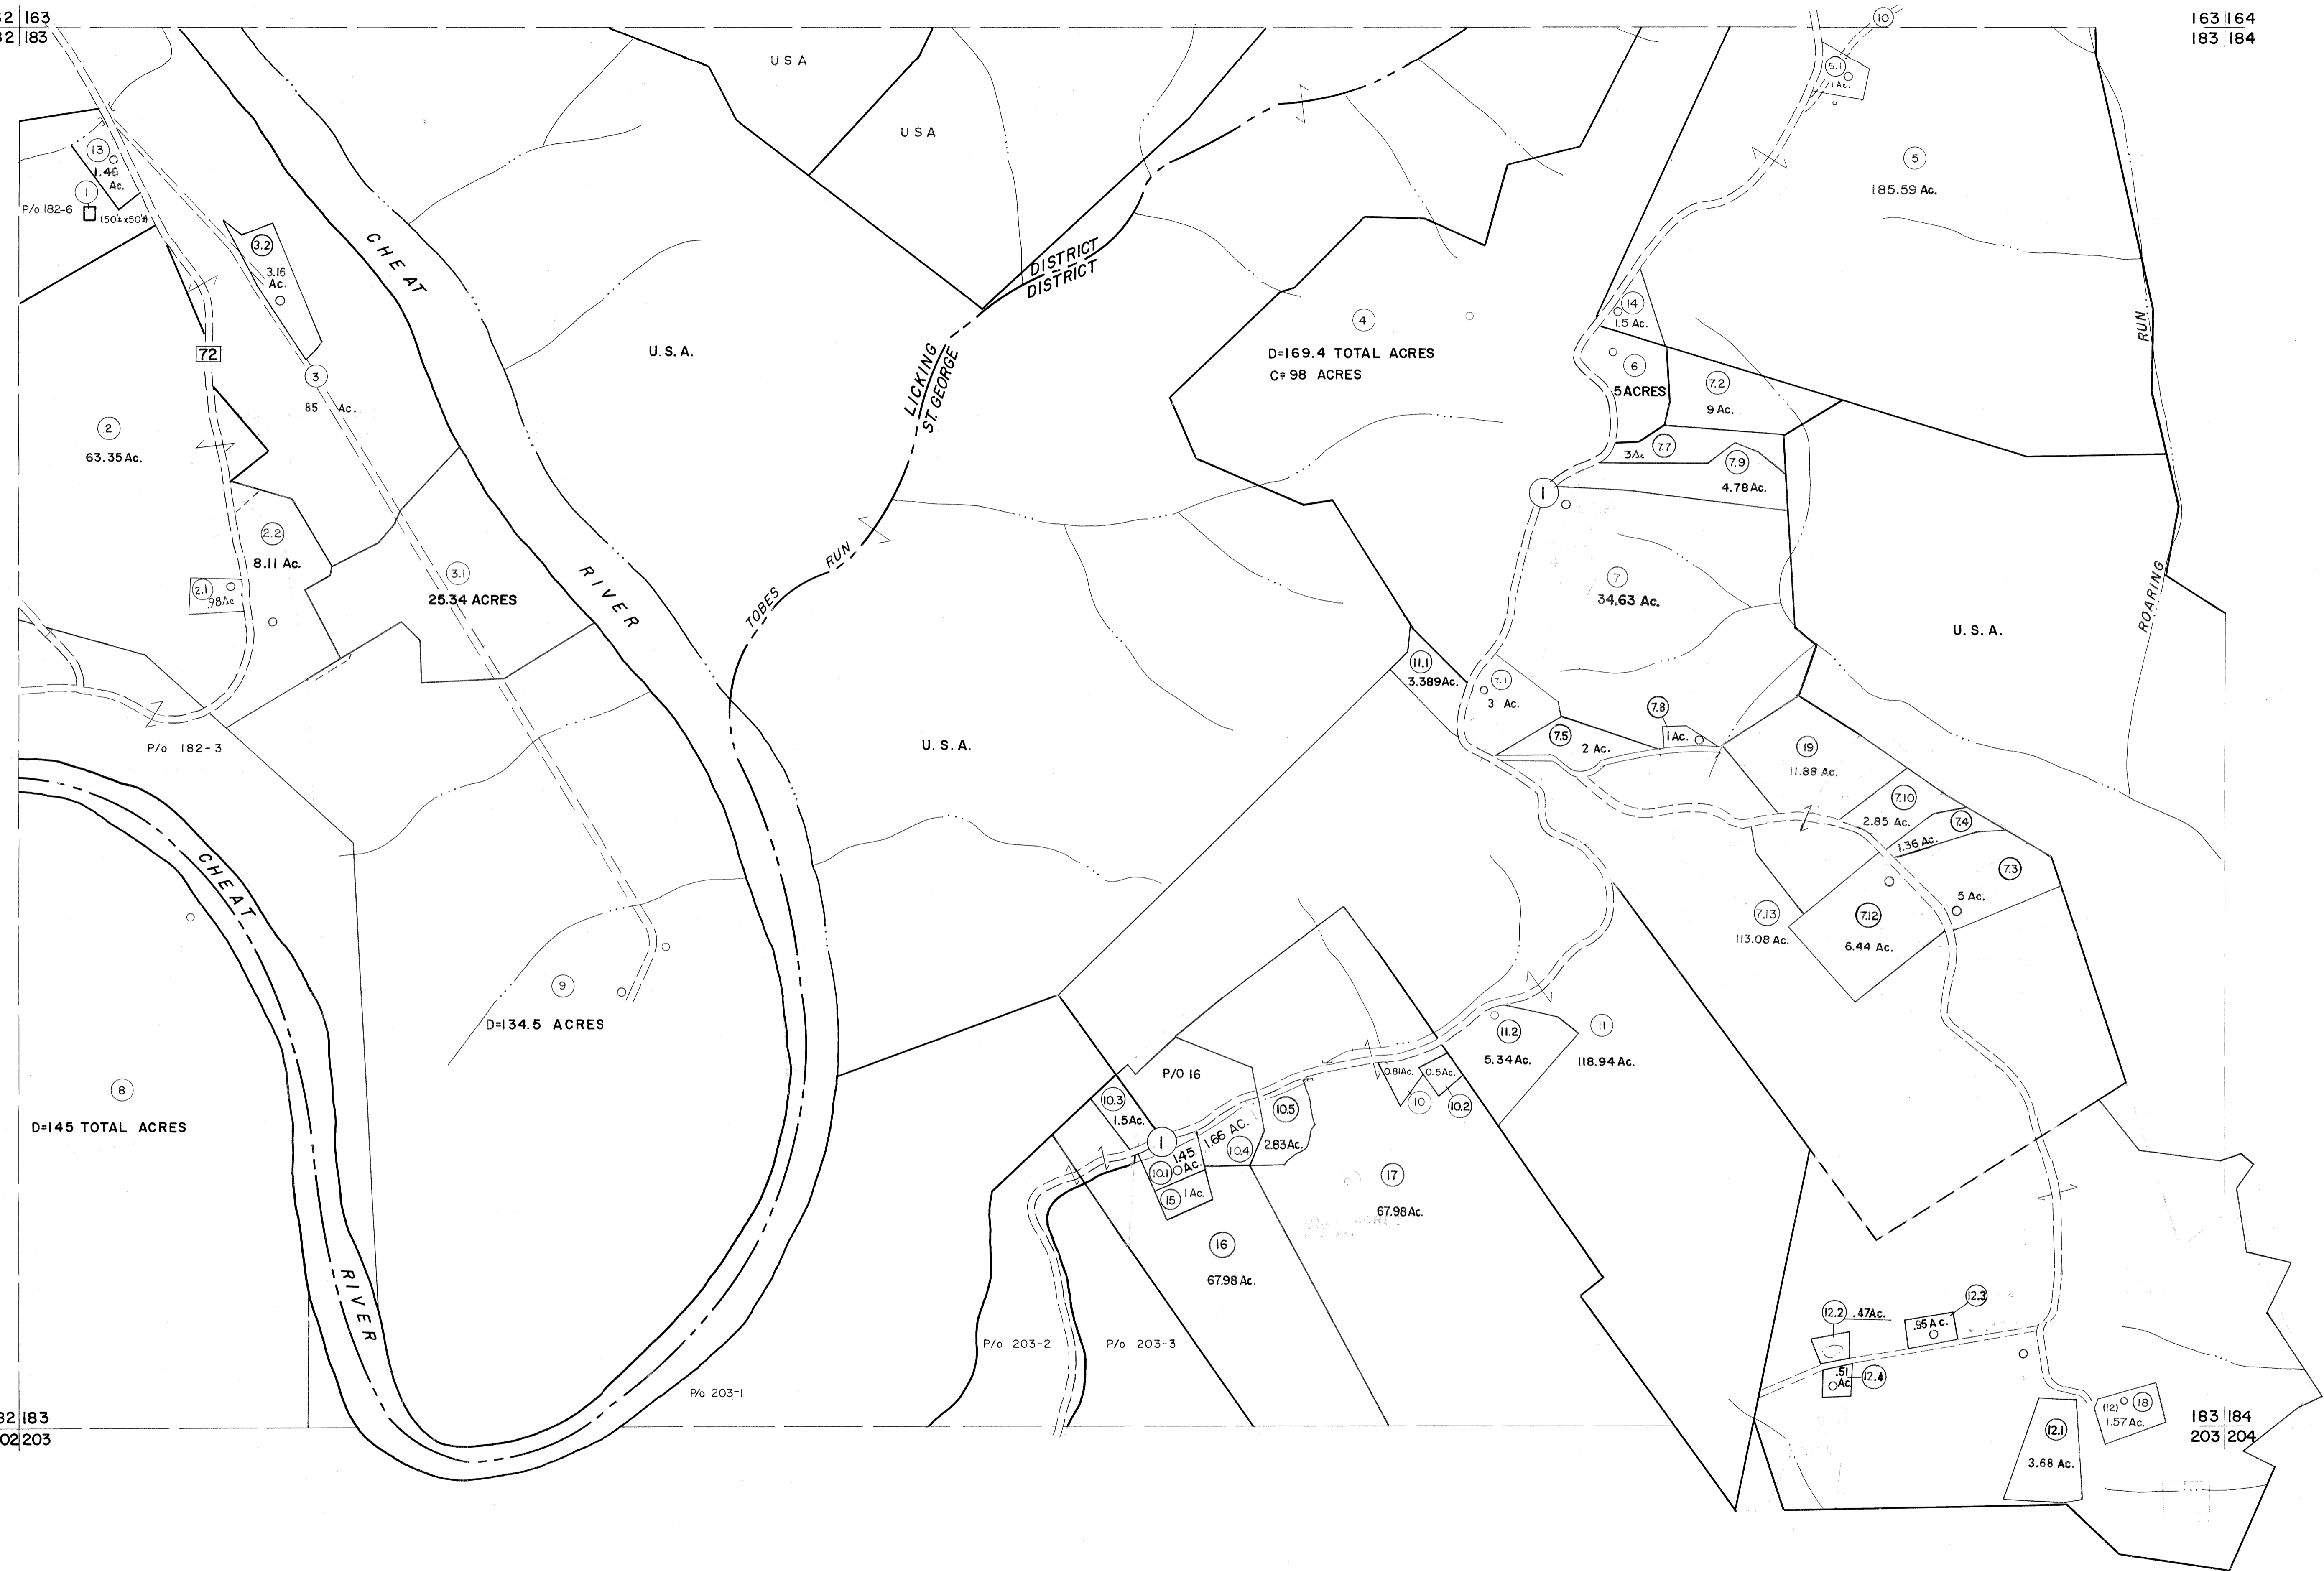 62 163
82 183
163 164
183 184
10
USA
USA
5.1
1 Ac.
5
185.59 Ac.
13
1.46
Ac.
1
P/o 182-6
(50'±x50'±)
3.2
3.16
Ac.
CHEAT
RIVER
DISTRICT
DISTRICT
LICKING
ST. GEORGE
72
3
85 Ac.
U.S.A.
4
D=169.4 TOTAL ACRES
C=98 ACRES
14
1.5 Ac.
6
5 ACRES
7.2
9 Ac.
RUN
2
63.35 Ac.
7.7
3 Ac
7.9
4.78 Ac.
1
2.2
8.11 Ac.
2.1
.98 Ac
3.1
25.34 ACRES
TOBES RUN
7
34.63 Ac.
U.S.A.
ROARING
11.1
3.389 Ac.
7.1
3 Ac.
7.8
1 Ac.
7.5
2 Ac.
P/o 182-3
U.S.A.
19
11.88 Ac.
7.10
2.85 Ac.
7.4
1.36 Ac.
7.3
5 Ac.
CHEAT
RIVER
7.13
113.08 Ac.
7.12
6.44 Ac.
9
D=134.5 ACRES
11.2
5.34 Ac.
11
118.94 Ac.
8
D=145 TOTAL ACRES
P/O 16
0.81 Ac.
0.5 Ac.
10
10.2
10.3
1.5 Ac.
1
10.5
2.83 Ac.
1.66 AC.
10.4
1.45
Ac.
10.1
15
1 Ac.
17
67.98 Ac.
16
67.98 Ac.
P/o 203-2
P/o 203-3
P/o 203-1
12.2
.47 Ac.
12.3
.95 Ac.
.51
Ac
12.4
(12)
18
1.57 Ac.
12.1
3.68 Ac.
82 183
02 203
183 184
203 204